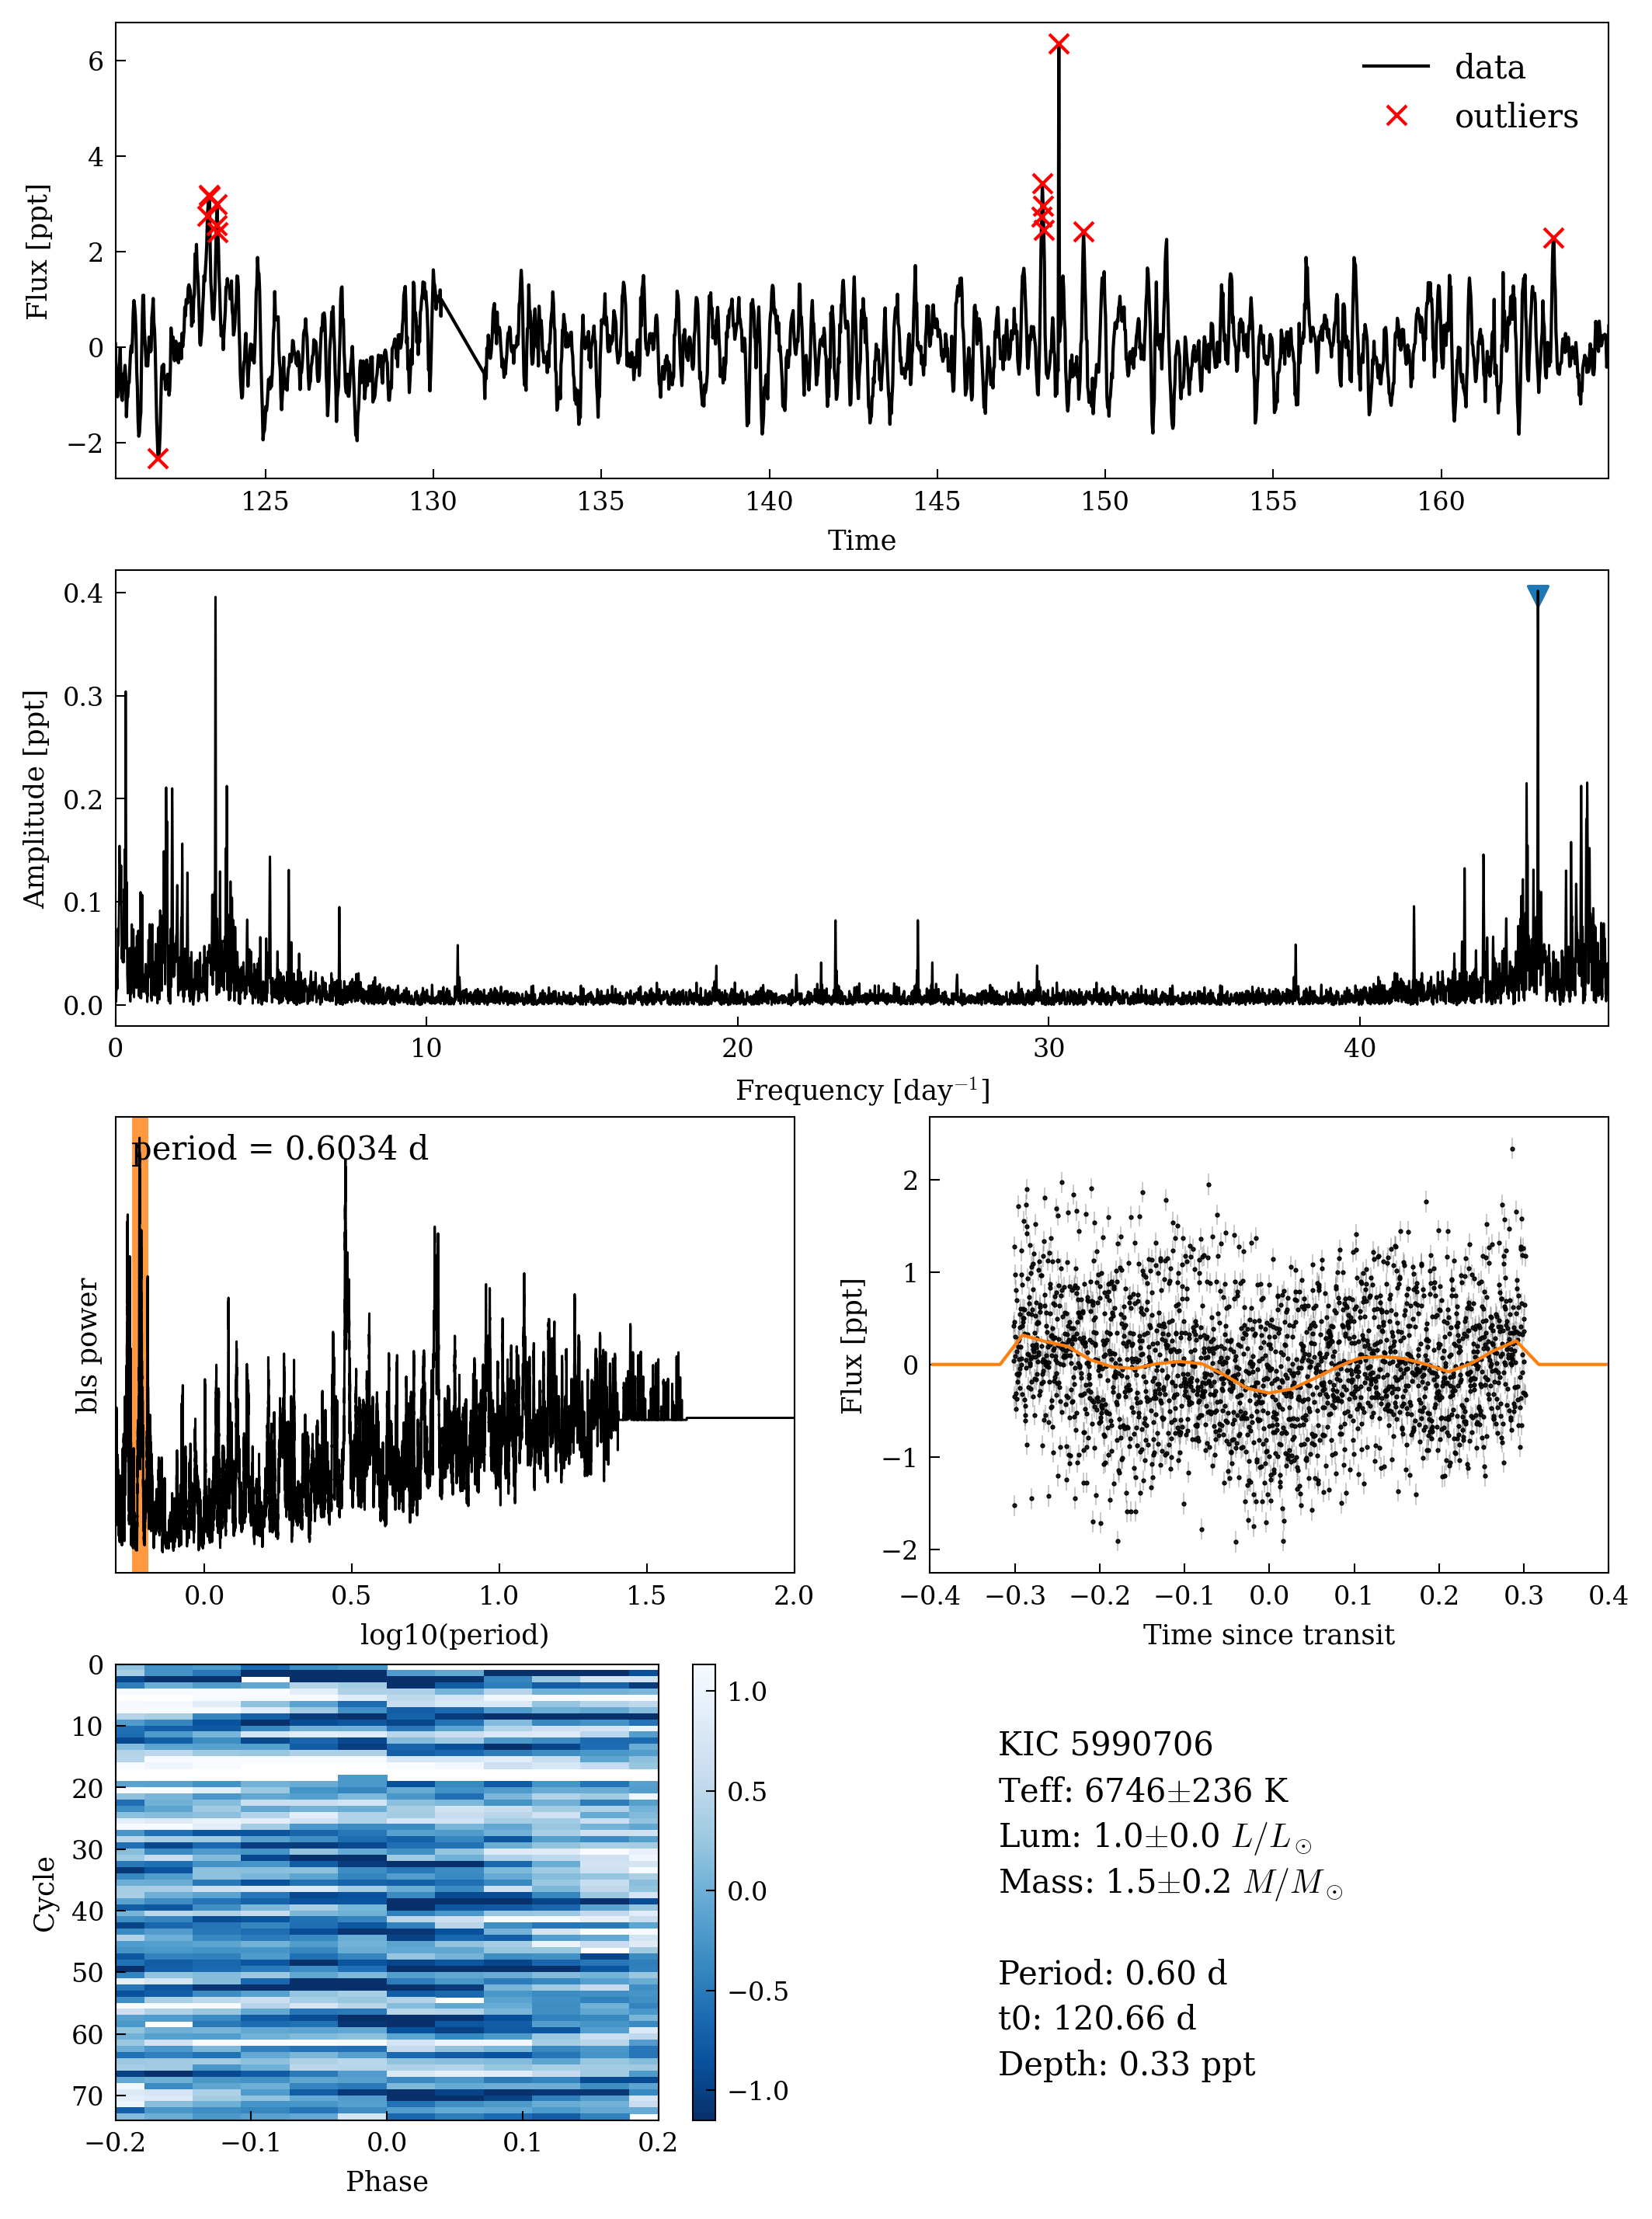 6
4
2
0
−2
Flux [ppt]
data
outliers
125 130 135 140 145 150 155 160
Time
0.4
0.3
0.2
0.1
0.0
Amplitude [ppt]
0 10 20 30 40
Frequency [day⁻¹]
period = 0.6034 d
bls power
0.0 0.5 1.0 1.5 2.0
log10(period)
2
1
0
−1
−2
Flux [ppt]
−0.4 −0.3 −0.2 −0.1 0.0 0.1 0.2 0.3 0.4
Time since transit
0
10
20
30
40
50
60
70
Cycle
−0.2 −0.1 0.0 0.1 0.2
Phase
1.0
0.5
0.0
−0.5
−1.0
KIC 5990706
Teff: 6746±236 K
Lum: 1.0±0.0 L/L⊙
Mass: 1.5±0.2 M/M⊙
Period: 0.60 d
t0: 120.66 d
Depth: 0.33 ppt